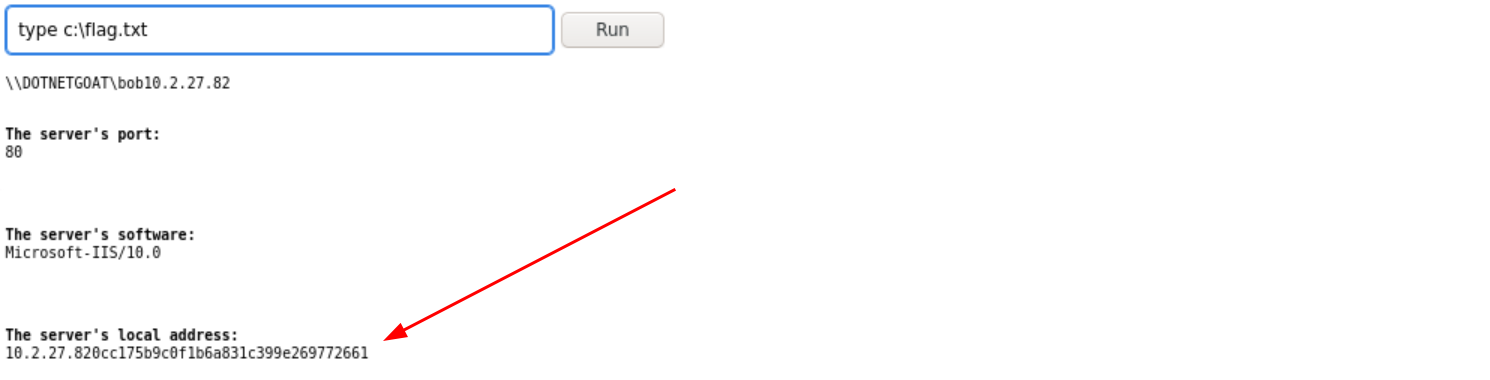 type c:\flag.txt
Run
\\DOTNETGOAT\bob10.2.27.82
The server's port:
80
The server's software:
Microsoft-IIS/10.0
The server's local address:
10.2.27.820cc175b9c0f1b6a831c399e269772661